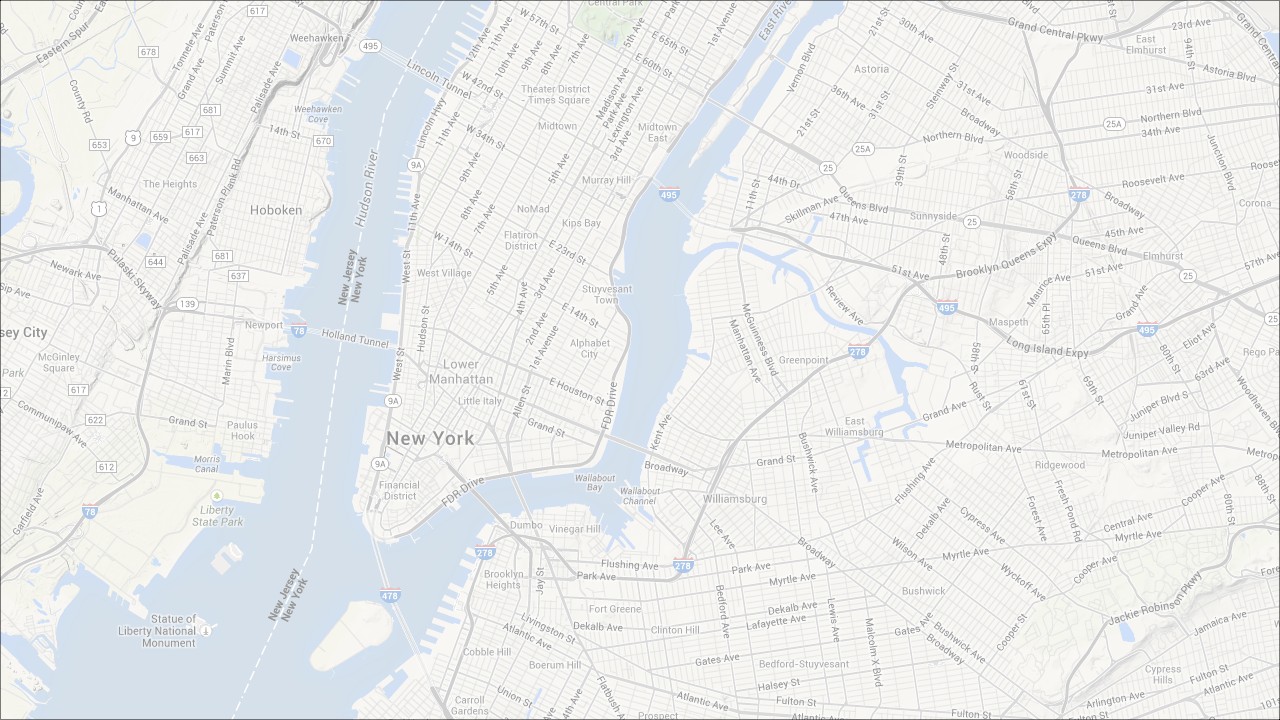 617
Eastern Spur
County Rd
Tonnele Ave
Paterson
Weehawken
495
W 57th St
Central Park
12th Ave
11th Ave
10th Ave
9th Ave
8th Ave
7th Ave
5th Ave
E 65th St
1st Avenue
East River
21st St
30th Ave
Grand Central Pkwy
23rd Ave
East
Elmhurst
94th St
Astoria Blvd
678
Grand Ave
Summit Ave
Palisade Ave
Lincoln Tunnel
W 42nd St
E 60th St
Vernon Blvd
Astoria
Steinway St
31st Ave
31st Ave
County Rd
681
Weehawken
Cove
Lincoln Hwy
11th Ave
Theater District
- Times Square
Madison Ave
Park Ave
Lexington Ave
3rd Ave
36th Ave
31st St
21st St
Broadway
Northern Blvd
25A
34th Ave
9
659
617
14th St
670
W 34th St
Midtown
Midtown
East
25A
Northern Blvd
Junction Blvd
653
663
9A
9th Ave
25
39th St
Woodside
The Heights
Manhattan Ave
Paterson Plank Rd
Hudson River
8th Ave
5th Ave
Murray Hill
495
44th Dr
11th St
58th St
278
Roosevelt Ave
Broadway
Corona
1
Hoboken
11th Ave
7th Ave
NoMad
Kips Bay
Skillman Ave
Queens Blvd
47th Ave
Sunnyside
25
45th Ave
Palisade Ave
644
681
637
W 14th St
Flatiron
District
E 23rd St
48th St
Queens Blvd
Elmhurst
57th Ave
Newark Ave
Pulaski Skyway
New Jersey
New York
West St
West Village
5th Ave
4th Ave
3rd Ave
Stuyvesant
Town
51st Ave
Brooklyn Queens Expy
Maurice Ave
51st Ave
25
Sip Ave
139
Hudson St
E 14th St
Review Ave
495
65th Pl
Grand Ave
Maspeth
sey City
Newport
78
Holland Tunnel
2nd Ave
1st Avenue
Alphabet
City
McGuinness Blvd
Manhattan Ave
Greenpoint
278
58th St
Long Island Expy
495
Eliot Ave
80th St
Rego P
McGinley
Square
Marin Blvd
Harsimus
Cove
West St
Lower
Manhattan
E Houston St
FDR Drive
Rust St
61st St
69th St
63rd Ave
Woodhaven
Park
622
Communipaw Ave
Grand St
Paulus
Hook
9A
Little Italy
Allen St
Grand St
Kent Ave
East
Williamsburg
Grand Ave
Juniper Blvd S
Juniper Valley Rd
New York
Metropolitan Ave
Metropolitan Ave
612
Morris
Canal
9A
Financial
District
FDR Drive
Wallabout
Bay
Wallabout
Channel
Broadway
Grand St
Bushwick Ave
Flushing Ave
Ridgewood
Cooper Ave
88th St
80th St
Garfield Ave
78
Liberty
State Park
Williamsburg
Dekalb Ave
Cypress Ave
Forest Ave
Fresh Pond Rd
Central Ave
Myrtle Ave
Dumbo
Vinegar Hill
Lee Ave
Broadway
Wilson Ave
Myrtle Ave
278
Brooklyn
Heights
Jay St
Flushing Ave
Park Ave
278
Park Ave
Myrtle Ave
Wyckoff Ave
Cooper Ave
New Jersey
New York
478
Fort Greene
Bedford Ave
Dekalb Ave
Lafayette Ave
Bushwick
Jackie Robinson Pkwy
Statue of
Liberty National
Monument
Livingston St
Dekalb Ave
Clinton Hill
Lewis Ave
Malcolm X Blvd
Gates Ave
Bushwick Ave
Broadway
Cooper St
Jamaica Ave
Atlantic Ave
Cobble Hill
Boerum Hill
Gates Ave
Bedford-Stuyvesant
Halsey St
Cypress
Hills
Fulton St
Atlantic Ave
Carroll
Gardens
Union St
4th Ave
Prospect
Atlantic Ave
Fulton St
Atlantic Ave
Fulton St
Arlington Ave
Fulton St